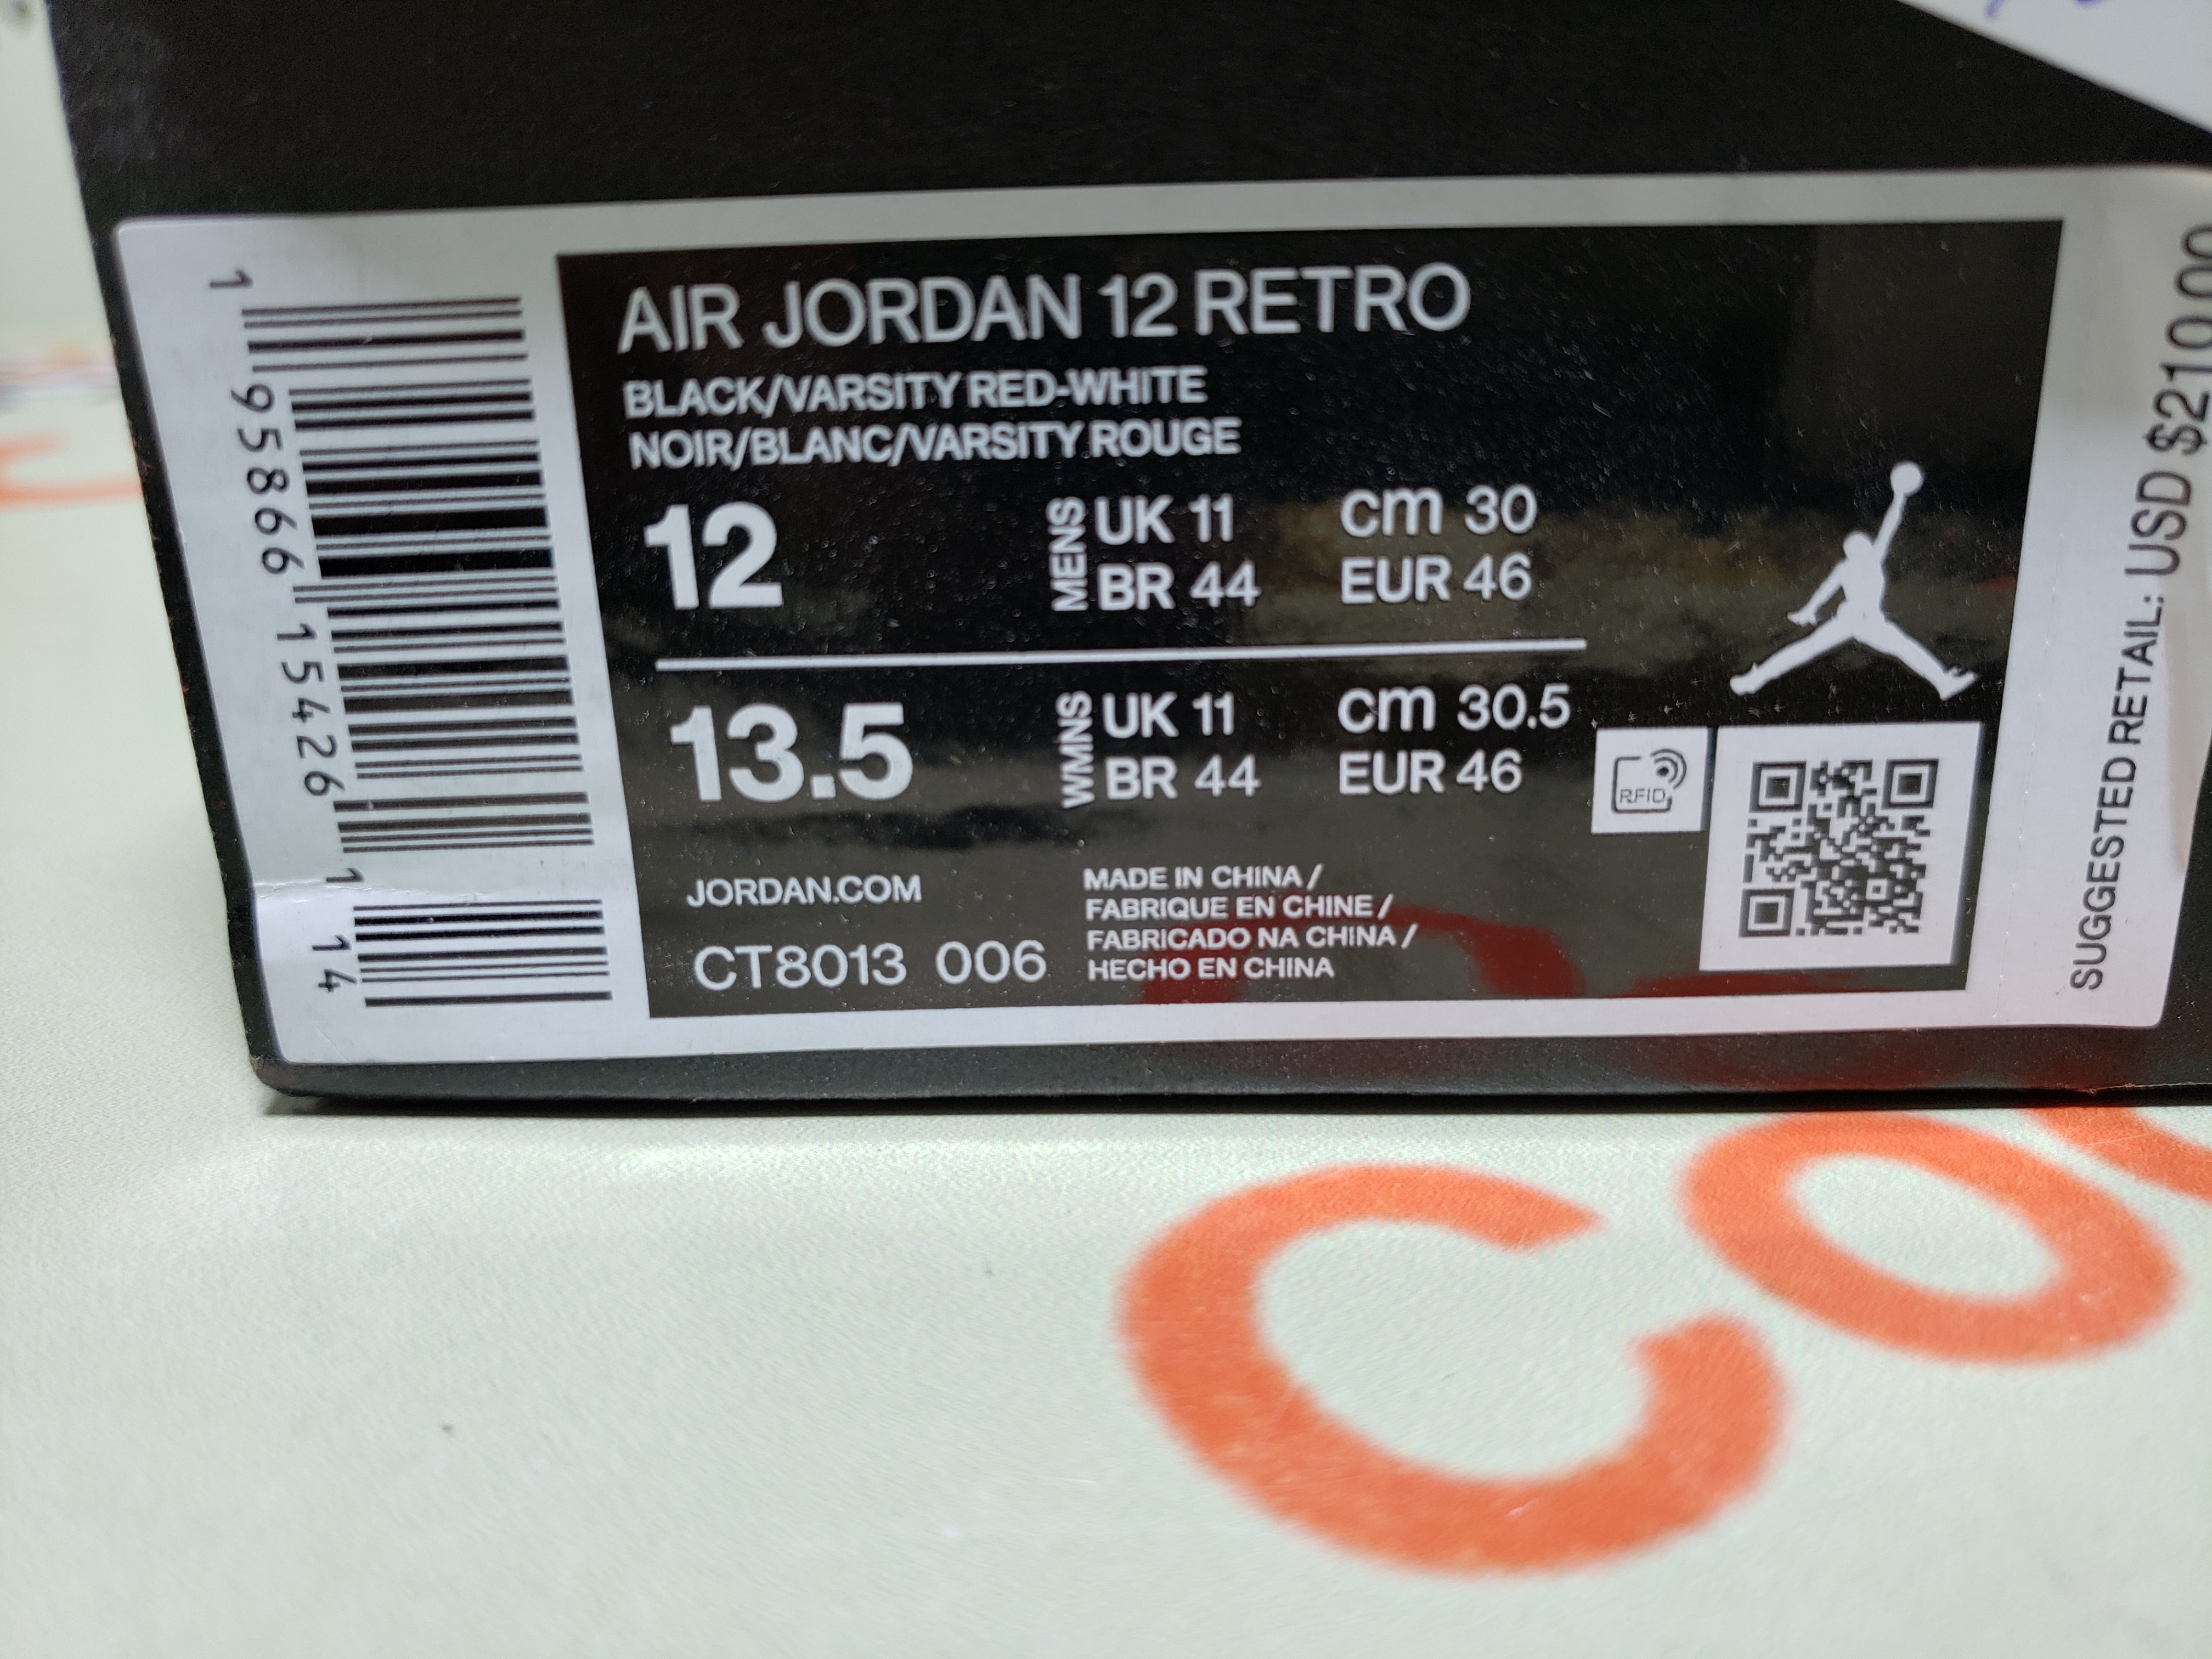 AIR JORDAN 12 RETRO
BLACK/VARSITY RED-WHITE
NOIR/BLANC/VARSITY ROUGE
12 MENS UK 11 cm 30
BR 44 EUR 46
13.5 WMNS UK 11 cm 30.5
BR 44 EUR 46
RFID
JORDAN.COM
CT8013 006
MADE IN CHINA /
FABRIQUE EN CHINE /
FABRICADO NA CHINA /
HECHO EN CHINA
1 95866 15426 1
14
SUGGESTED RETAIL: USD $210.00